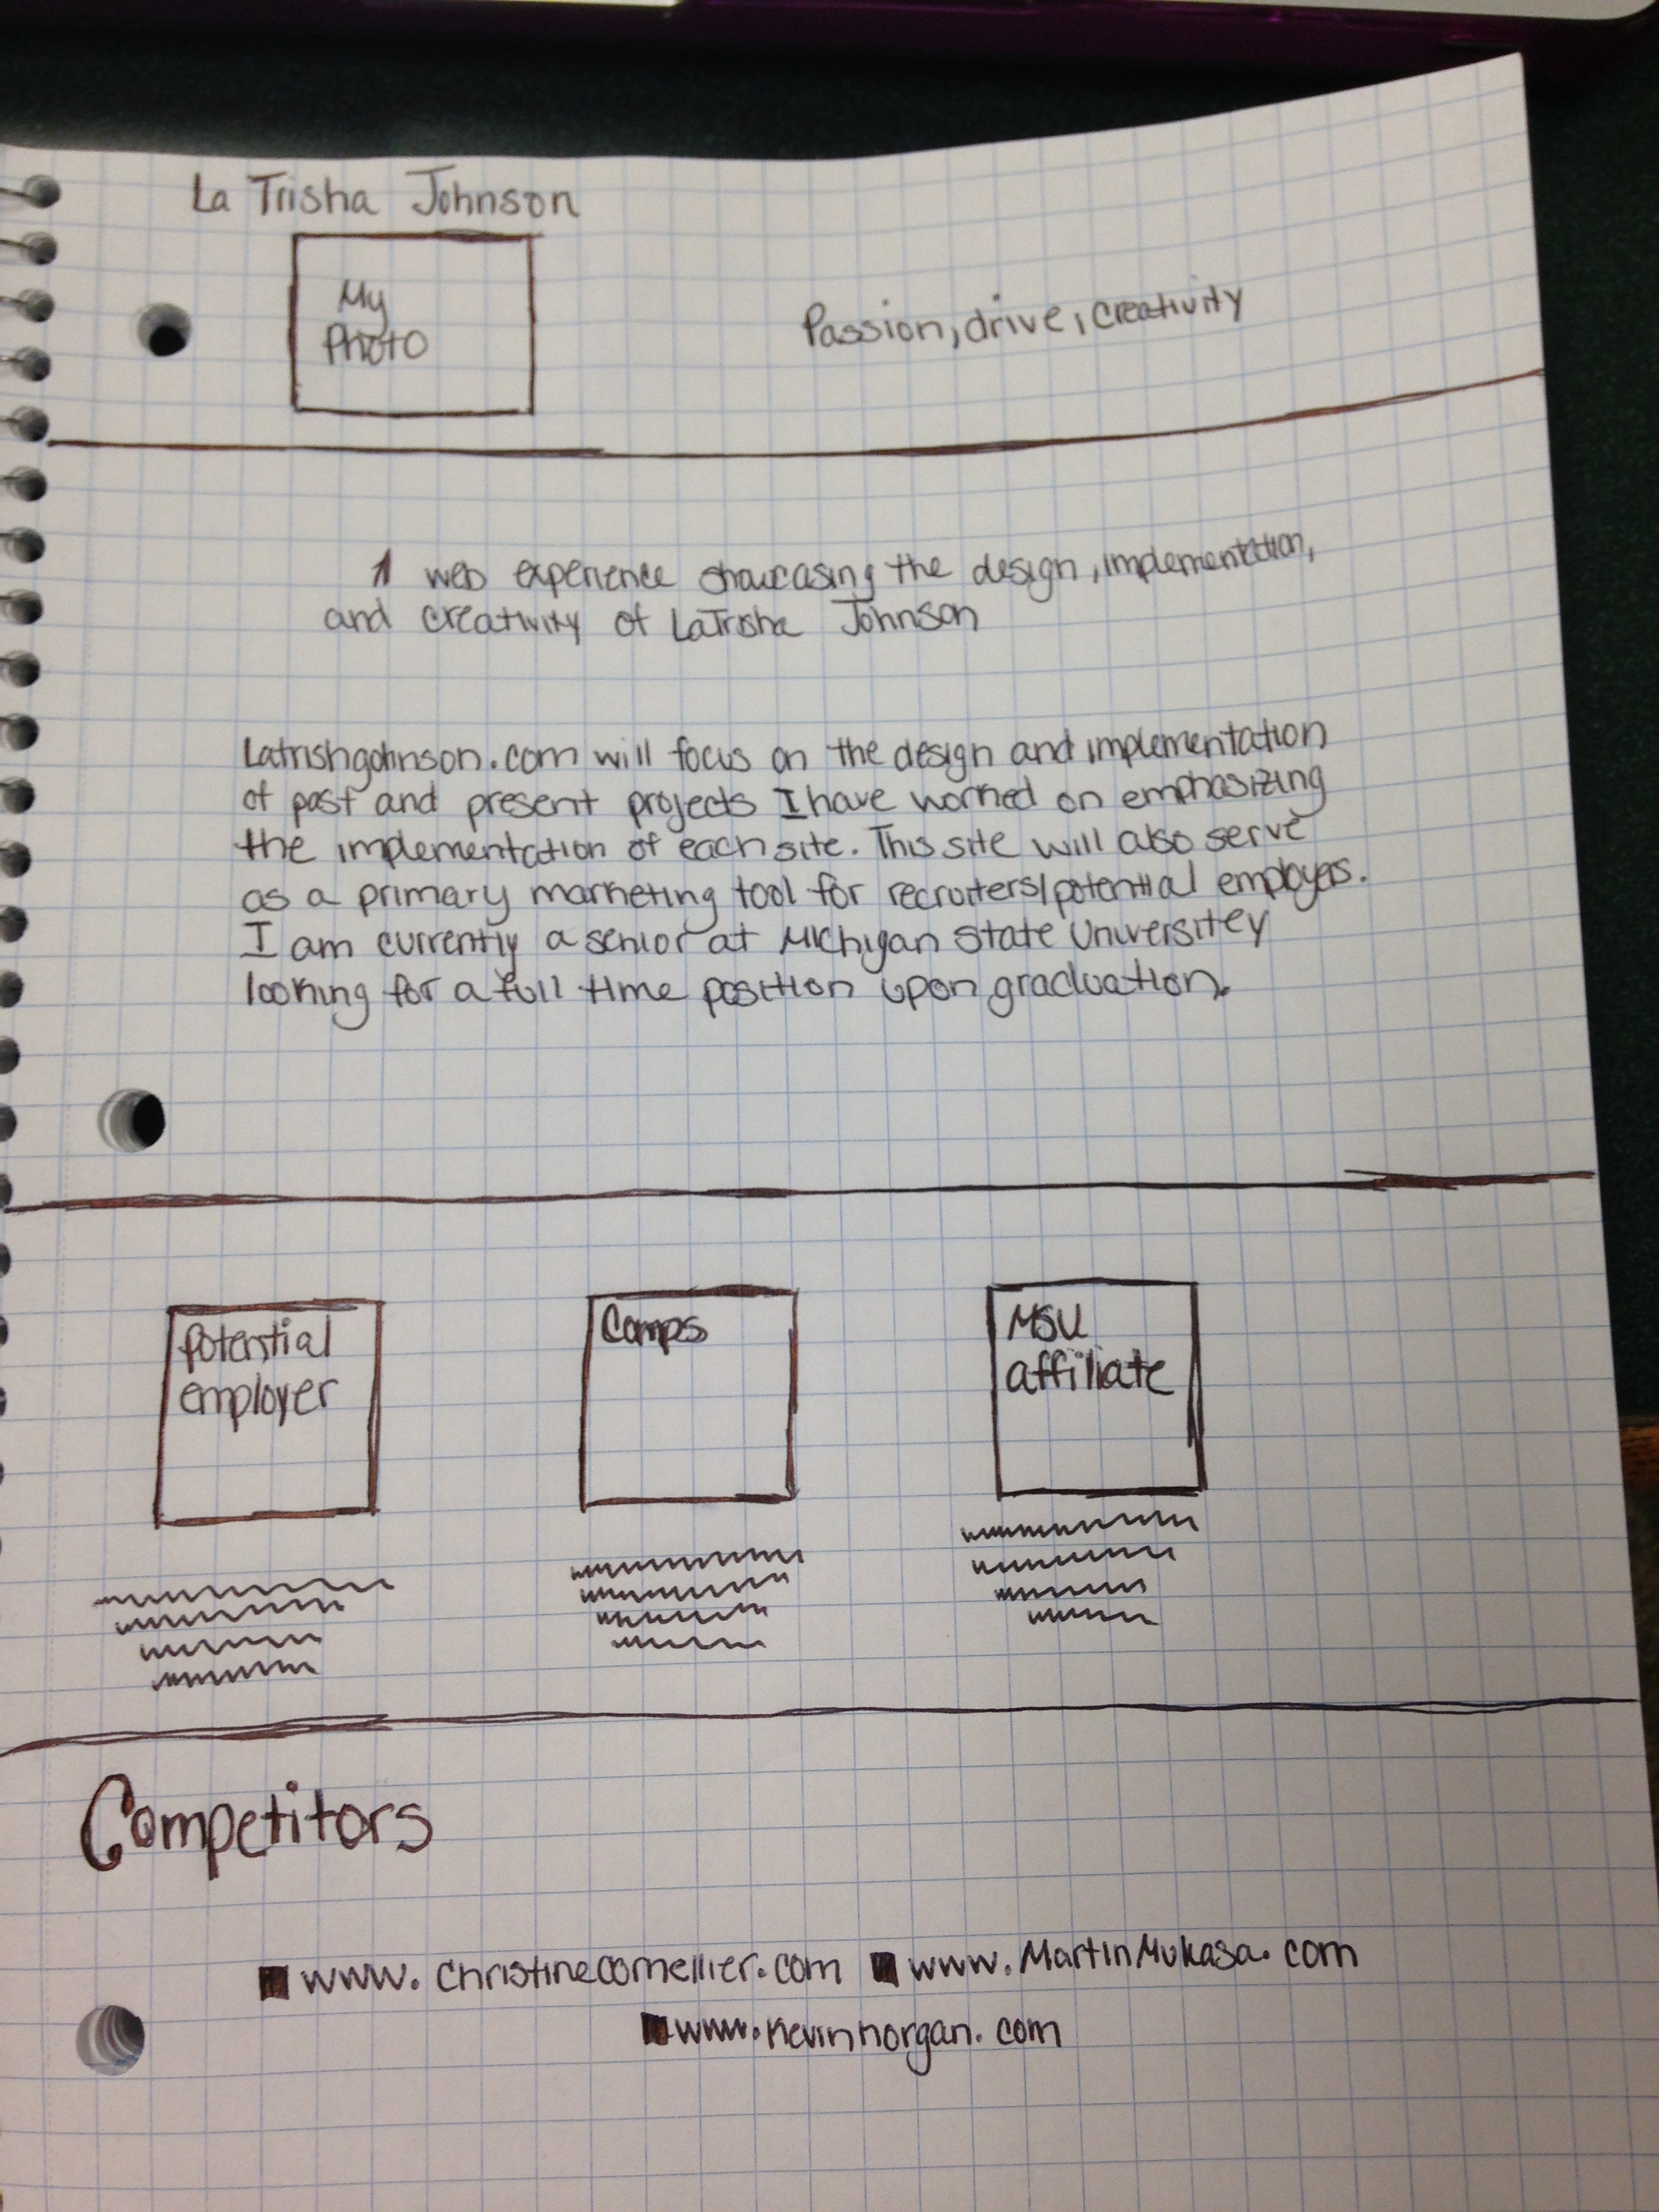 La Trisha Johnson
My
Photo
Passion, drive, creativity
A web experience showcasing the design, implementation,
and creativity of LaTrisha Johnson
Latrishajohnson.com will focus on the design and implementation
of past and present projects I have worked on emphasizing
the implementation of each site. This site will also serve
as a primary marketing tool for recruiters/potential employers.
I am currently a senior at Michigan State Universitey
looking for a full time position upon graduation.
Potential
employer
Comps
MSU
affiliate
Competitors
www.christinecomellier.com www.MartinMukasa.com
www.kevinhorgan.com